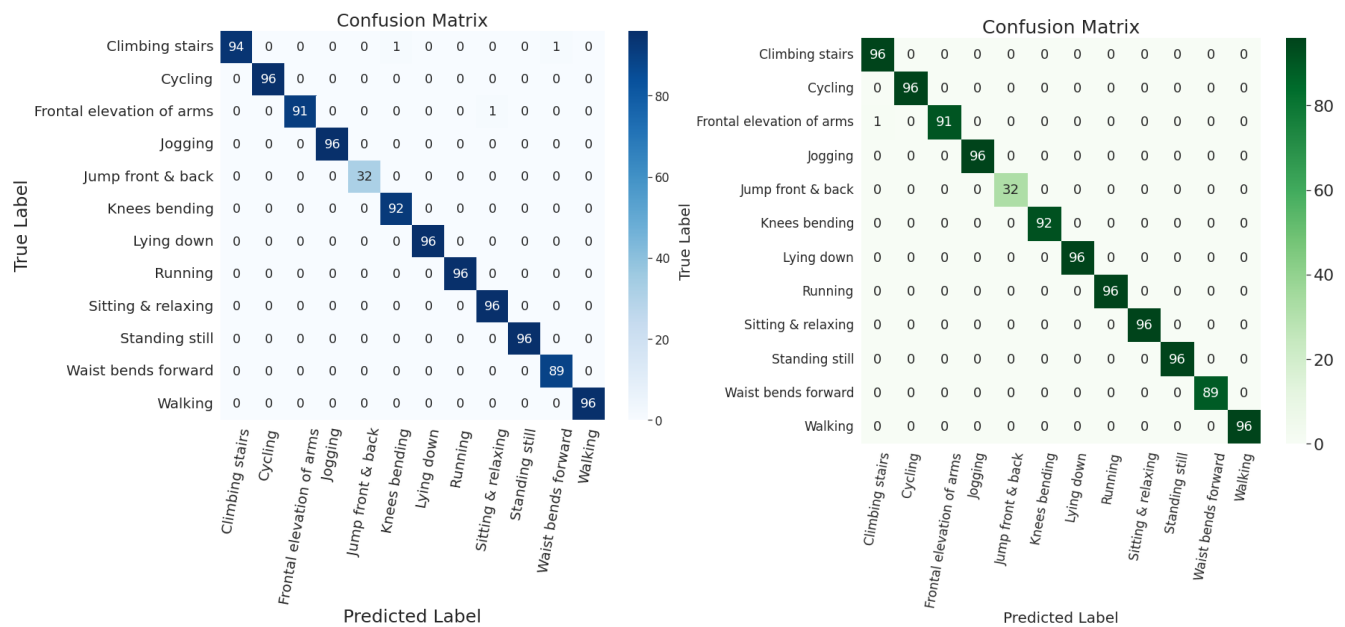 Confusion Matrix
Climbing stairs 94 0 0 0 0 1 0 0 0 0 1 0
Cycling 0 96 0 0 0 0 0 0 0 0 0 0
Frontal elevation of arms 0 0 91 0 0 0 0 0 1 0 0 0
Jogging 0 0 0 96 0 0 0 0 0 0 0 0
Jump front & back 0 0 0 0 32 0 0 0 0 0 0 0
Knees bending 0 0 0 0 0 92 0 0 0 0 0 0
Lying down 0 0 0 0 0 0 96 0 0 0 0 0
Running 0 0 0 0 0 0 0 96 0 0 0 0
Sitting & relaxing 0 0 0 0 0 0 0 0 96 0 0 0
Standing still 0 0 0 0 0 0 0 0 0 96 0 0
Waist bends forward 0 0 0 0 0 0 0 0 0 0 89 0
Walking 0 0 0 0 0 0 0 0 0 0 0 96
True Label
Climbing stairs
Cycling
Frontal elevation of arms
Jogging
Jump front & back
Knees bending
Lying down
Running
Sitting & relaxing
Standing still
Waist bends forward
Walking
Predicted Label
80
60
40
20
0
Confusion Matrix
Climbing stairs 96 0 0 0 0 0 0 0 0 0 0 0
Cycling 0 96 0 0 0 0 0 0 0 0 0 0
Frontal elevation of arms 1 0 91 0 0 0 0 0 0 0 0 0
Jogging 0 0 0 96 0 0 0 0 0 0 0 0
Jump front & back 0 0 0 0 32 0 0 0 0 0 0 0
Knees bending 0 0 0 0 0 92 0 0 0 0 0 0
Lying down 0 0 0 0 0 0 96 0 0 0 0 0
Running 0 0 0 0 0 0 0 96 0 0 0 0
Sitting & relaxing 0 0 0 0 0 0 0 0 96 0 0 0
Standing still 0 0 0 0 0 0 0 0 0 96 0 0
Waist bends forward 0 0 0 0 0 0 0 0 0 0 89 0
Walking 0 0 0 0 0 0 0 0 0 0 0 96
True Label
Climbing stairs
Cycling
Frontal elevation of arms
Jogging
Jump front & back
Knees bending
Lying down
Running
Sitting & relaxing
Standing still
Waist bends forward
Walking
Predicted Label
80
60
40
20
0